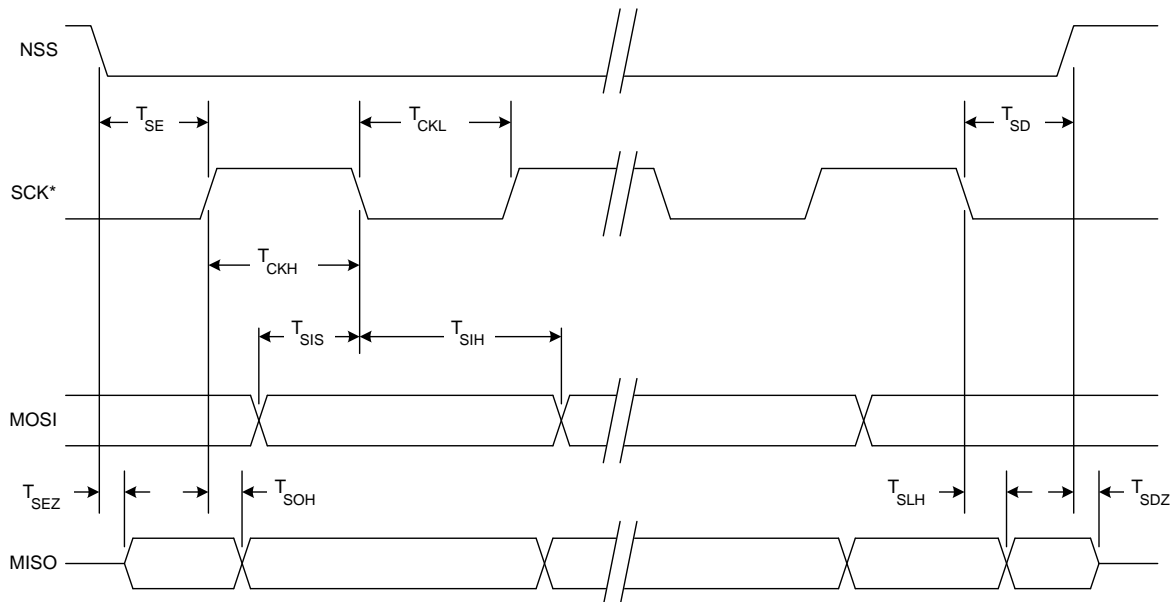 NSS
TSE
TCKL
TSD
SCK*
TCKH
TSIS
TSIH
MOSI
TSEZ
TSOH
TSLH
TSDZ
MISO